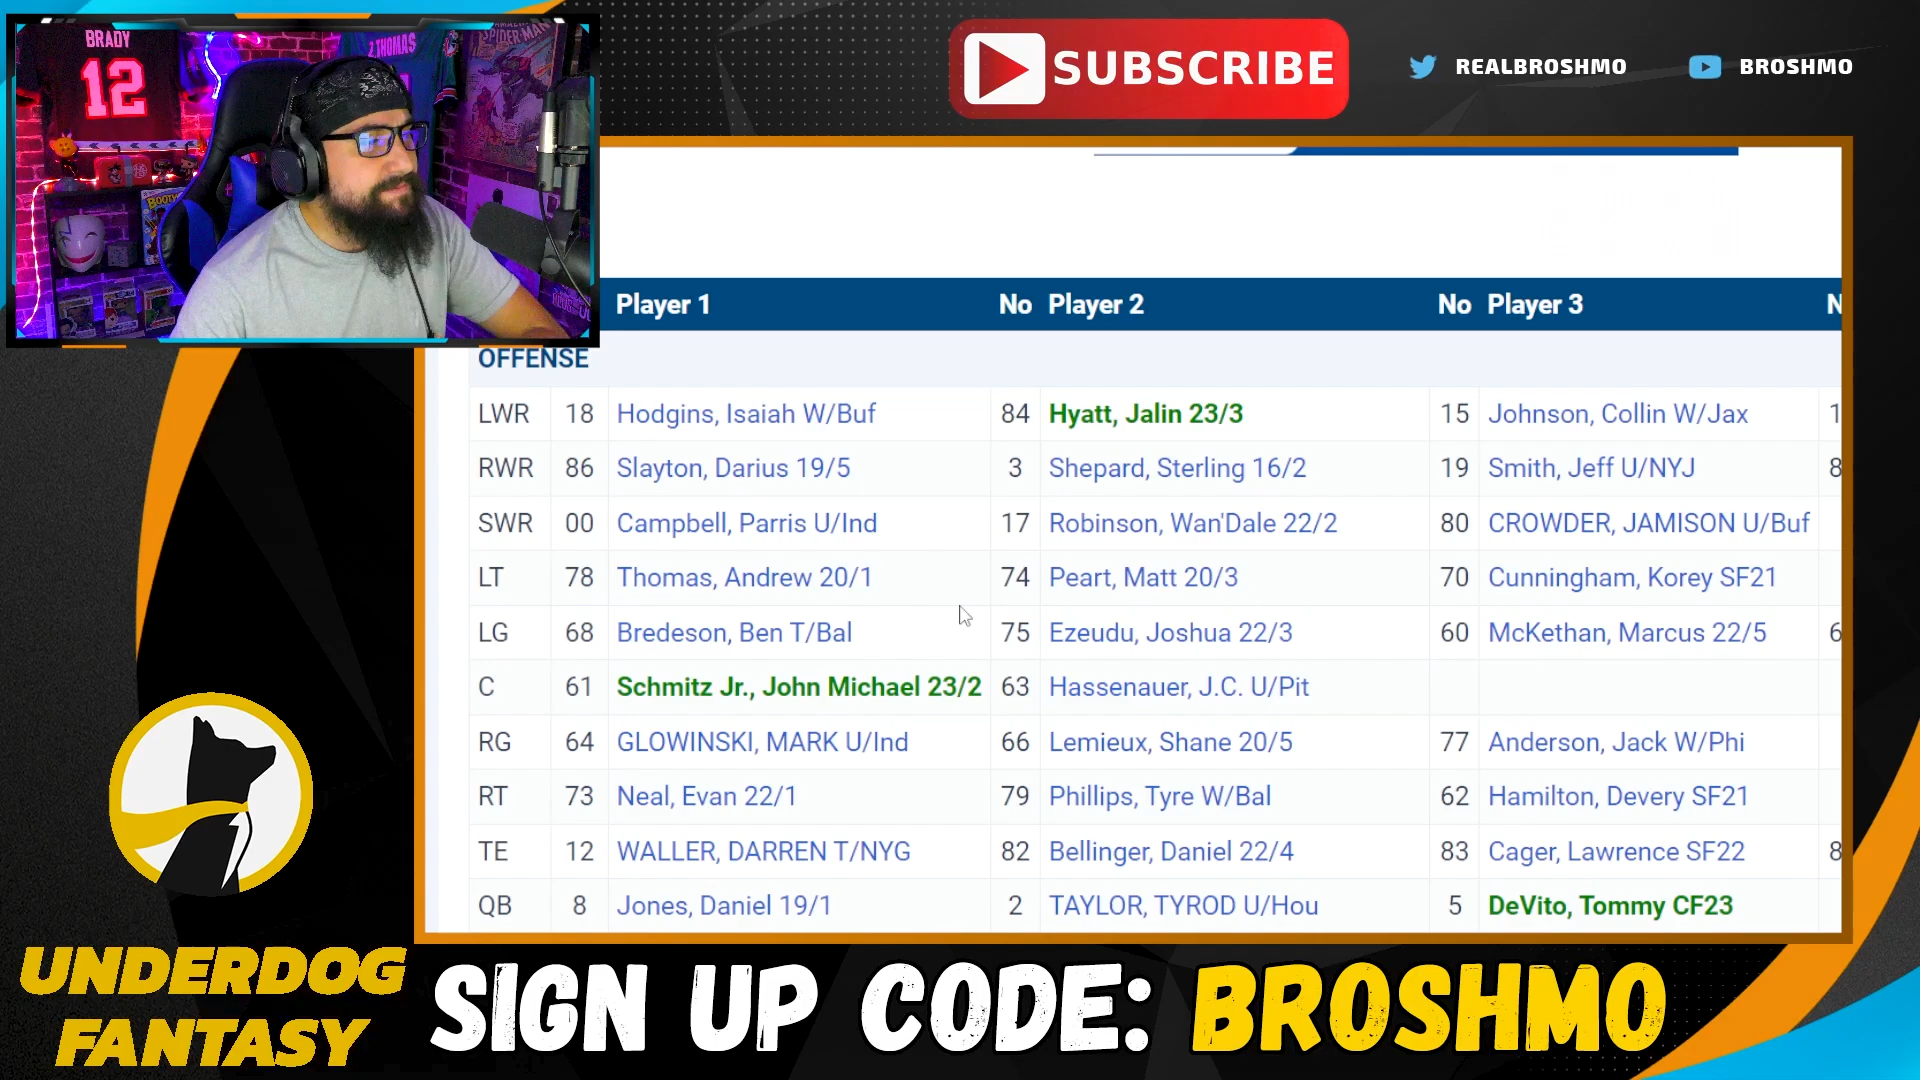 BRADY
12
THOMAS
SPIDER-MAN
SUBSCRIBE
REALBROSHMO
BROSHMO
Player 1 No Player 2 No Player 3 N
OFFENSE
LWR 18 Hodgins, Isaiah W/Buf 84 Hyatt, Jalin 23/3 15 Johnson, Collin W/Jax 1
RWR 86 Slayton, Darius 19/5 3 Shepard, Sterling 16/2 19 Smith, Jeff U/NYJ 8
SWR 00 Campbell, Parris U/Ind 17 Robinson, Wan'Dale 22/2 80 CROWDER, JAMISON U/Buf
LT 78 Thomas, Andrew 20/1 74 Peart, Matt 20/3 70 Cunningham, Korey SF21
LG 68 Bredeson, Ben T/Bal 75 Ezeudu, Joshua 22/3 60 McKethan, Marcus 22/5 6
C 61 Schmitz Jr., John Michael 23/2 63 Hassenauer, J.C. U/Pit
RG 64 GLOWINSKI, MARK U/Ind 66 Lemieux, Shane 20/5 77 Anderson, Jack W/Phi
RT 73 Neal, Evan 22/1 79 Phillips, Tyre W/Bal 62 Hamilton, Devery SF21
TE 12 WALLER, DARREN T/NYG 82 Bellinger, Daniel 22/4 83 Cager, Lawrence SF22 8
QB 8 Jones, Daniel 19/1 2 TAYLOR, TYROD U/Hou 5 DeVito, Tommy CF23
UNDERDOG
FANTASY
SIGN UP CODE: BROSHMO